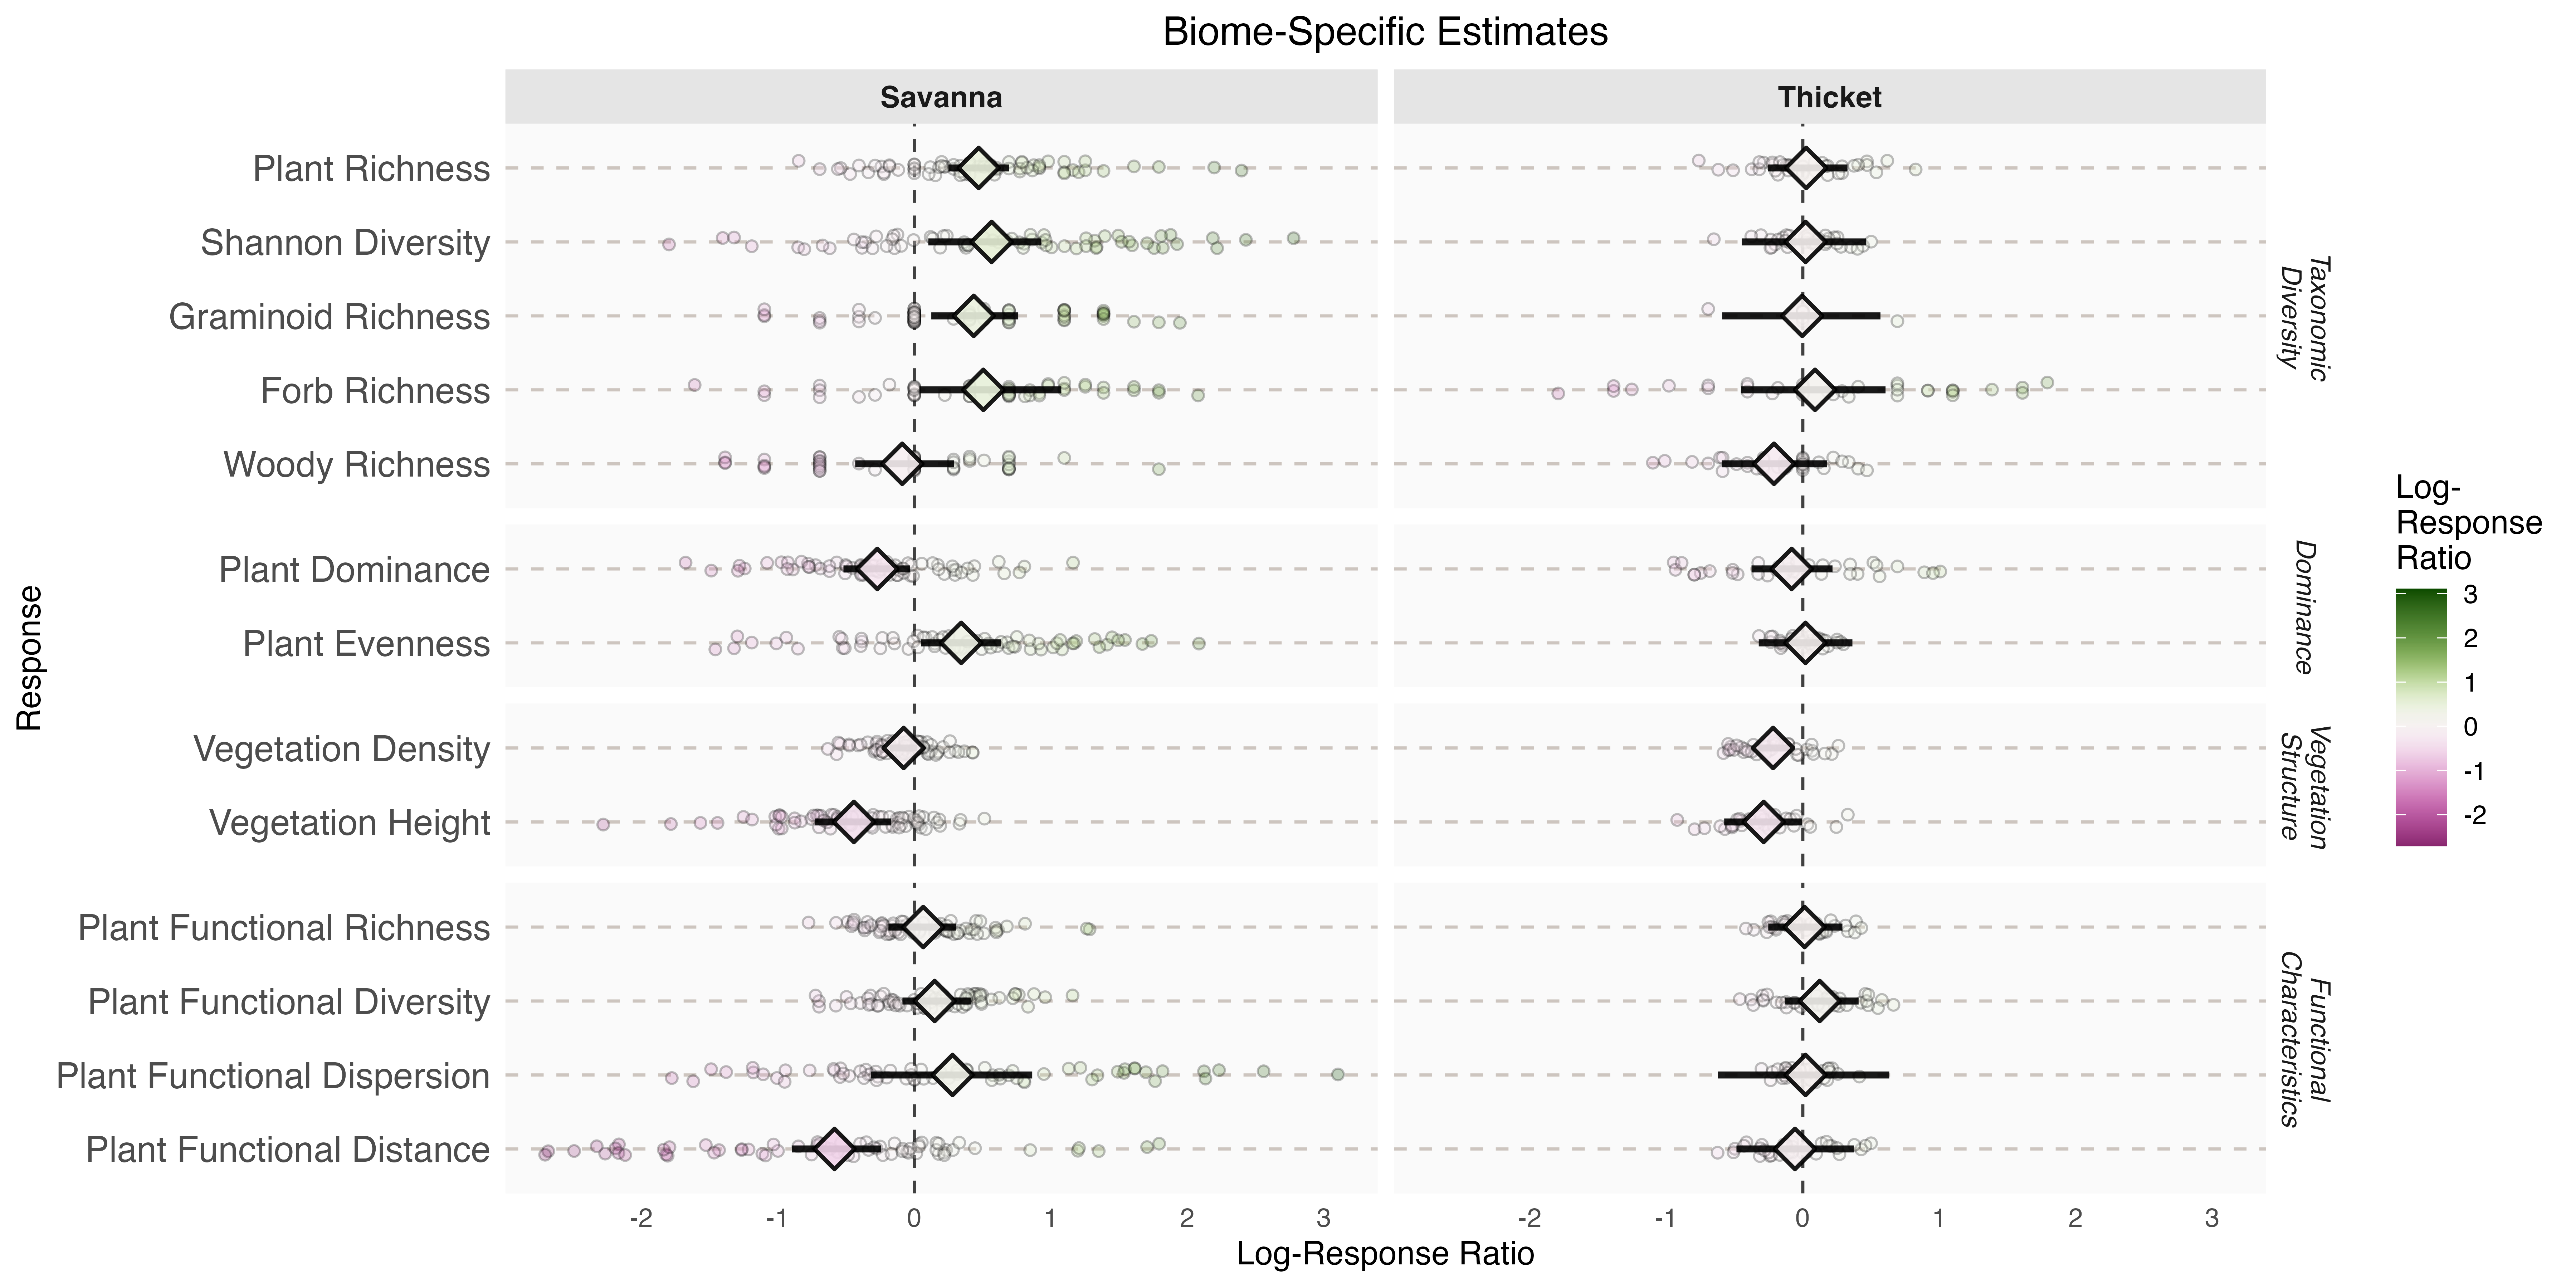 Biome-Specific Estimates
Savanna
Thicket
Response
Plant Richness
Shannon Diversity
Graminoid Richness
Forb Richness
Woody Richness
Plant Dominance
Plant Evenness
Vegetation Density
Vegetation Height
Plant Functional Richness
Plant Functional Diversity
Plant Functional Dispersion
Plant Functional Distance
Taxonomic
Diversity
Dominance
Vegetation
Structure
Functional
Characteristics
-2 -1 0 1 2 3
-2 -1 0 1 2 3
Log-Response Ratio
Log-
Response
Ratio
3
2
1
0
-1
-2